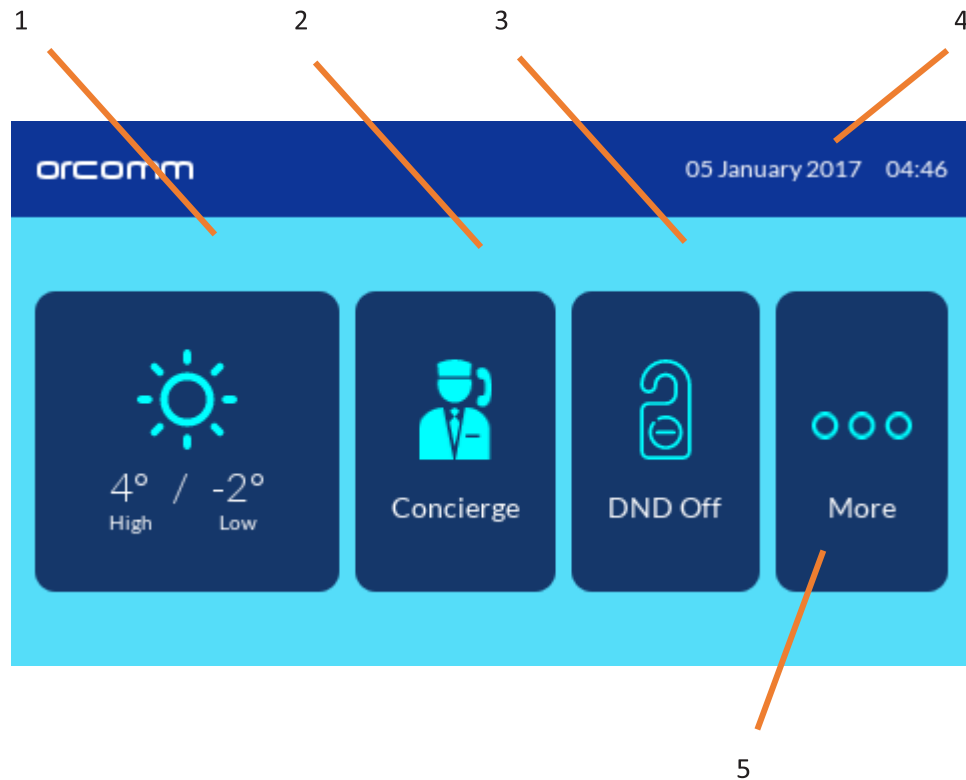 1 2 3 4
orcomm 05 January 2017 04:46
4° / -2°
High Low
Concierge
DND Off
More
5